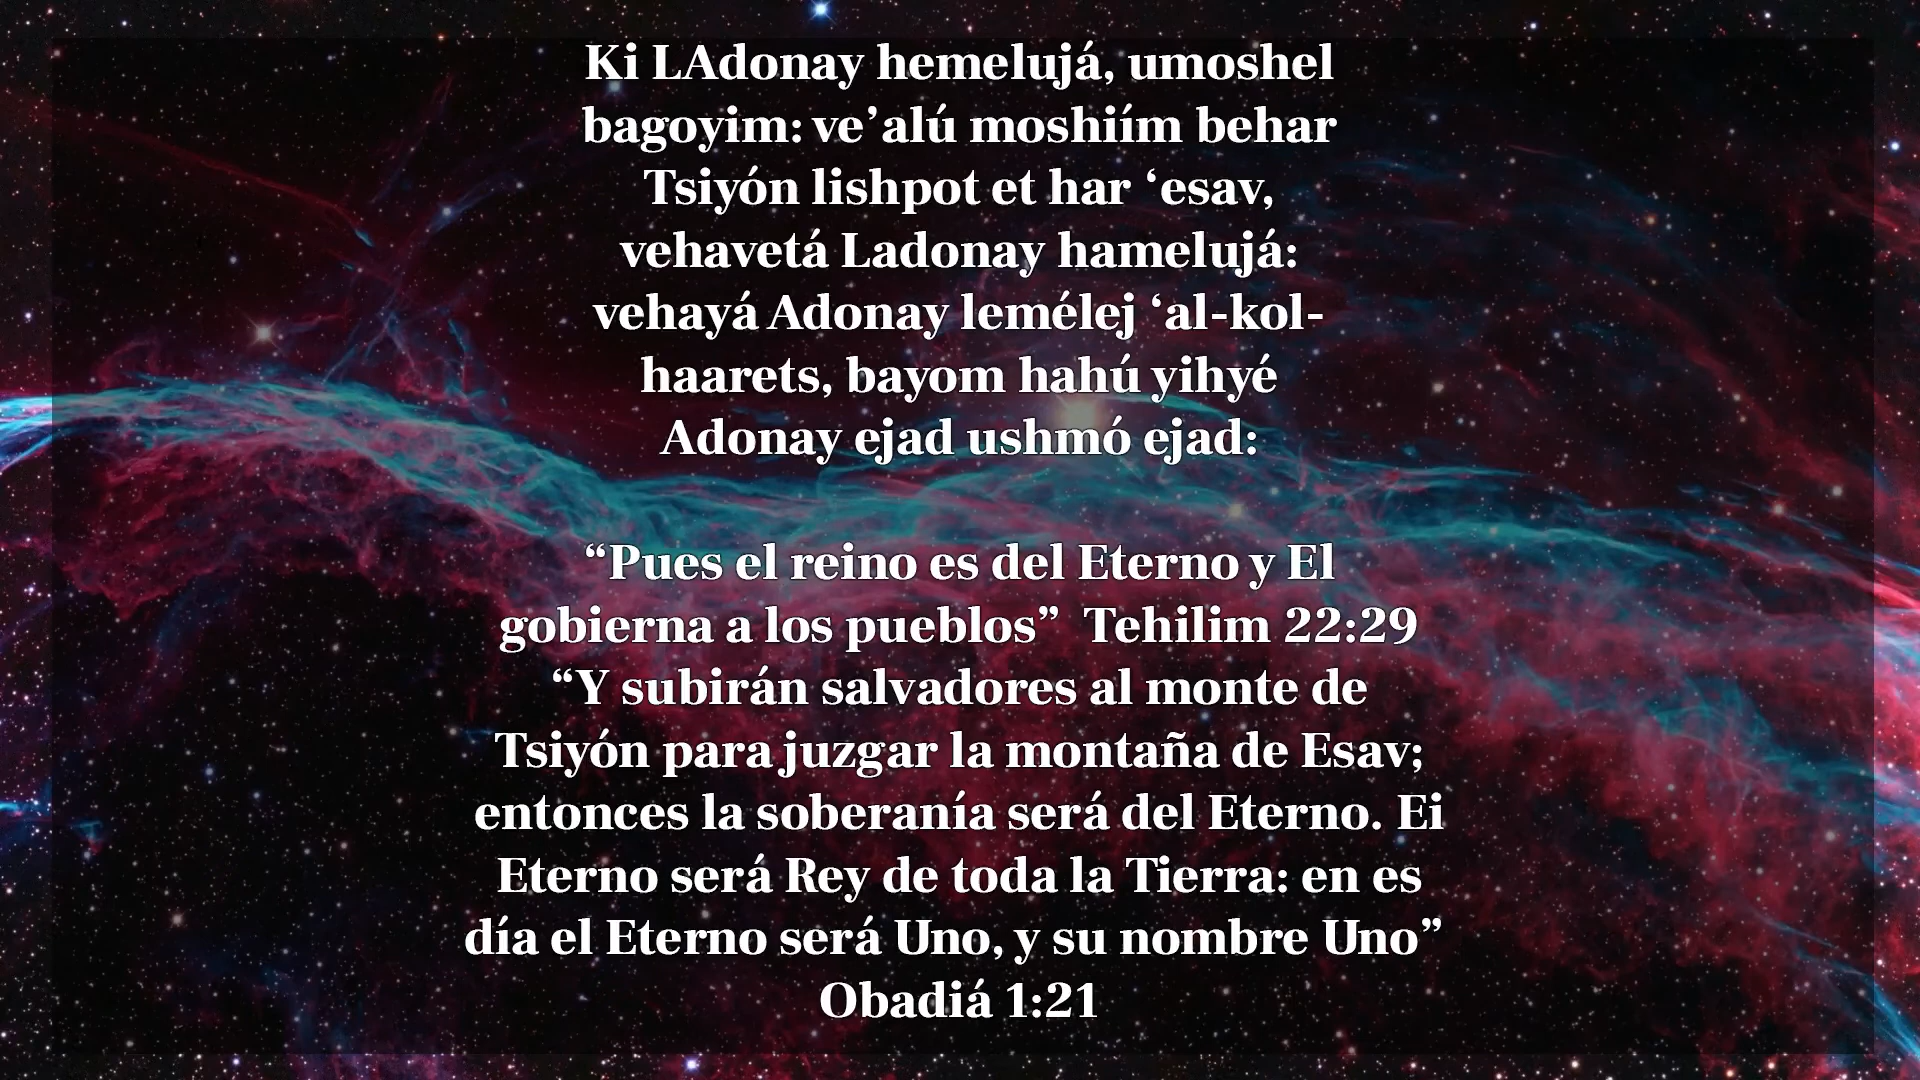 Ki LAdonay hemelujá, umoshel
bagoyim: ve’alú moshiím behar
Tsiyón lishpot et har ‘esav,
vehavetá Ladonay hamelujá:
vehayá Adonay lemélej ‘al-kol-
haarets, bayom hahú yihyé
Adonay ejad ushmó ejad:
“Pues el reino es del Eterno y El
gobierna a los pueblos”  Tehilim 22:29
“Y subirán salvadores al monte de
Tsiyón para juzgar la montaña de Esav;
entonces la soberanía será del Eterno. Ei
Eterno será Rey de toda la Tierra: en es
día el Eterno será Uno, y su nombre Uno”
Obadiá 1:21